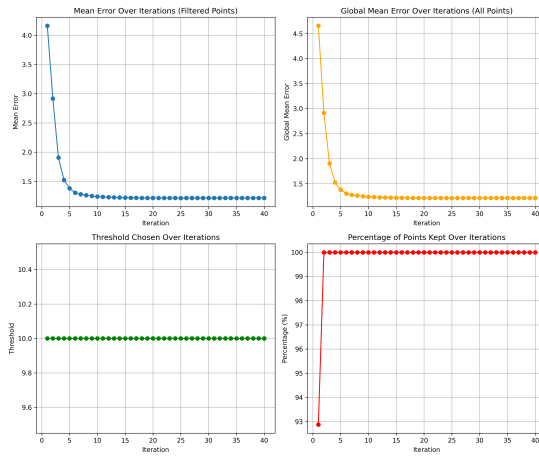 Mean Error Over Iterations (Filtered Points)
4.0
3.5
3.0
2.5
2.0
1.5
Mean Error
0 5 10 15 20 25 30 35 40
Iteration
Global Mean Error Over Iterations (All Points)
4.5
4.0
3.5
3.0
2.5
2.0
1.5
Global Mean Error
0 5 10 15 20 25 30 35 40
Iteration
Threshold Chosen Over Iterations
10.4
10.2
10.0
9.8
9.6
Threshold
0 5 10 15 20 25 30 35 40
Iteration
Percentage of Points Kept Over Iterations
100
99
98
97
96
95
94
93
Percentage (%)
0 5 10 15 20 25 30 35 40
Iteration